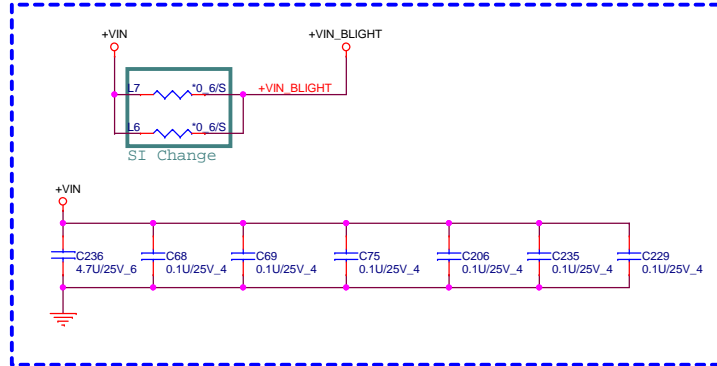 +VIN
+VIN_BLIGHT
L7
*0_6/S
+VIN_BLIGHT
L6
*0_6/S
SI Change
+VIN
C236
4.7U/25V_6
C68
0.1U/25V_4
C69
0.1U/25V_4
C75
0.1U/25V_4
C206
0.1U/25V_4
C235
0.1U/25V_4
C229
0.1U/25V_4